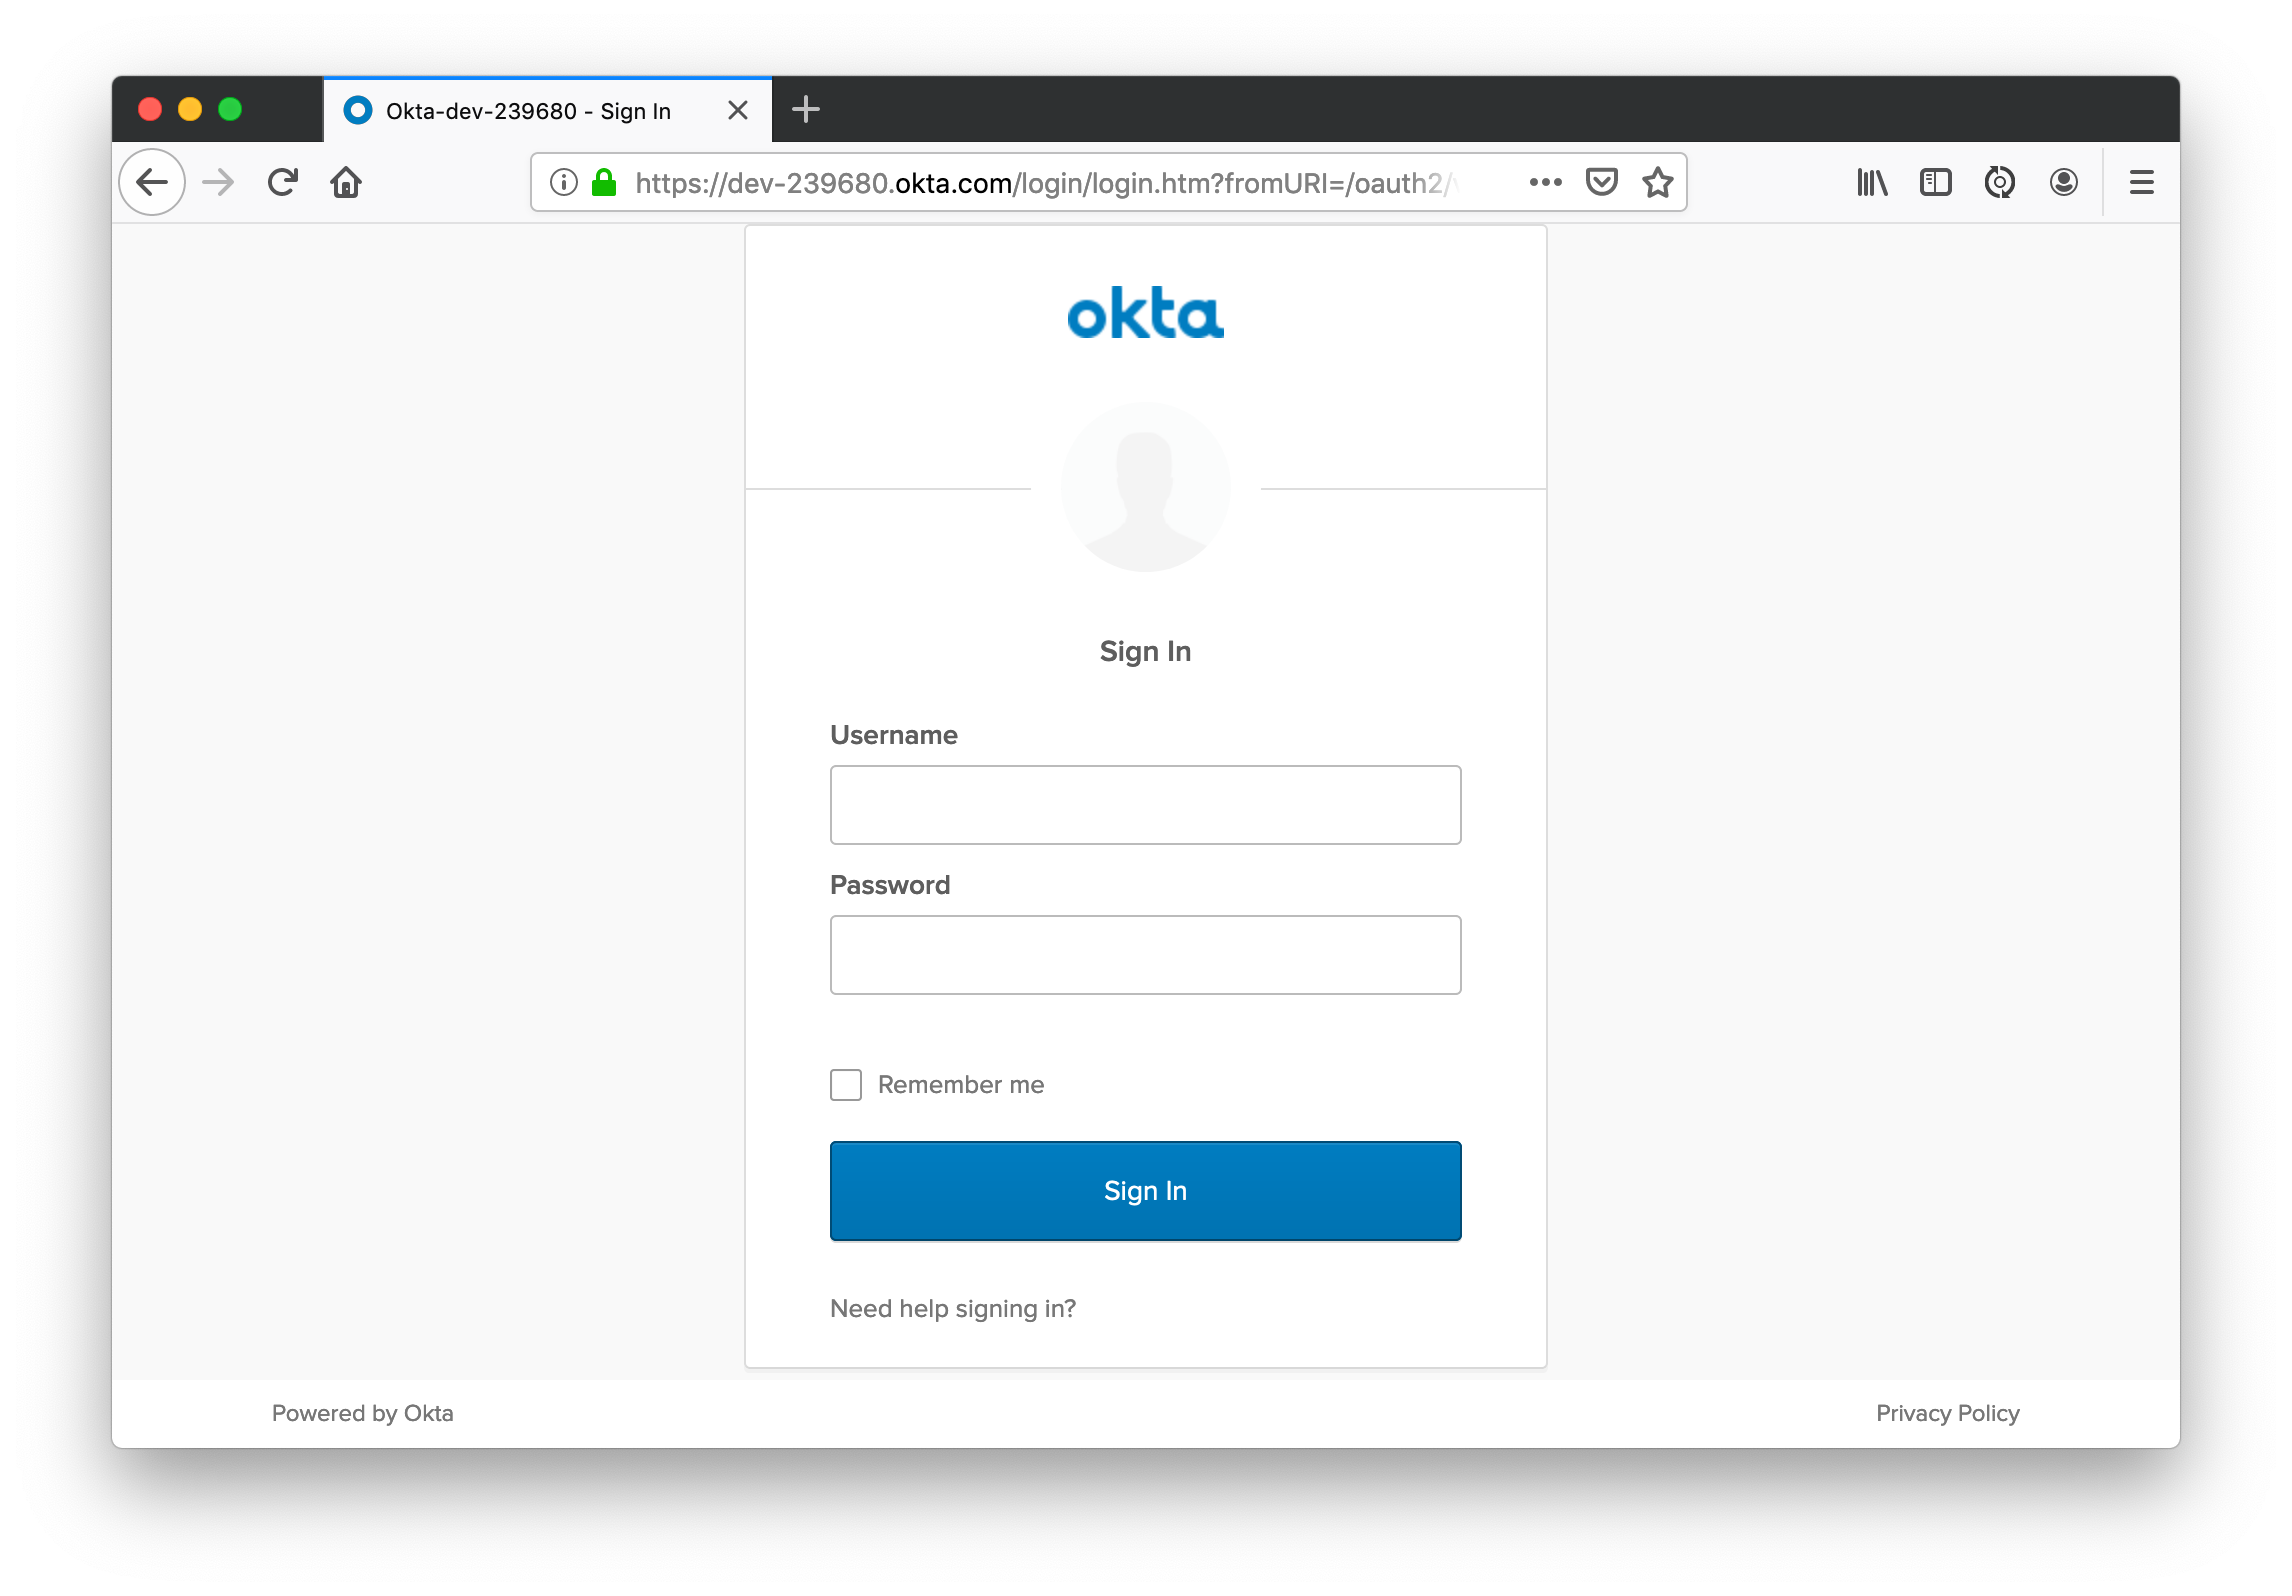 Okta-dev-239680 - Sign In
https://dev-239680.okta.com/login/login.htm?fromURI=/oauth2/
okta
Sign In
Username
Password
Remember me
Sign In
Need help signing in?
Powered by Okta
Privacy Policy